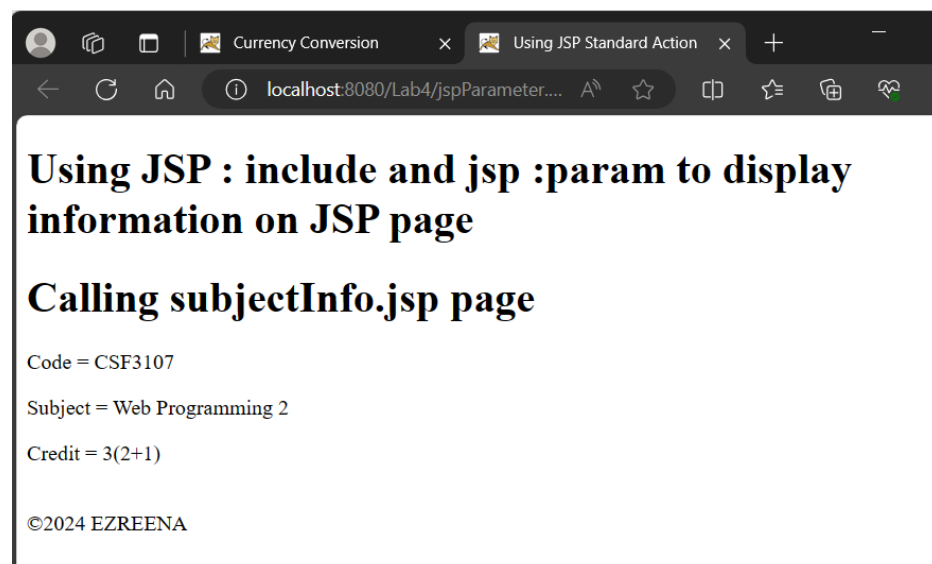 Currency Conversion
Using JSP Standard Action
localhost:8080/Lab4/jspParameter....
Using JSP : include and jsp :param to display
information on JSP page
Calling subjectInfo.jsp page
Code = CSF3107
Subject = Web Programming 2
Credit = 3(2+1)
©2024 EZREENA